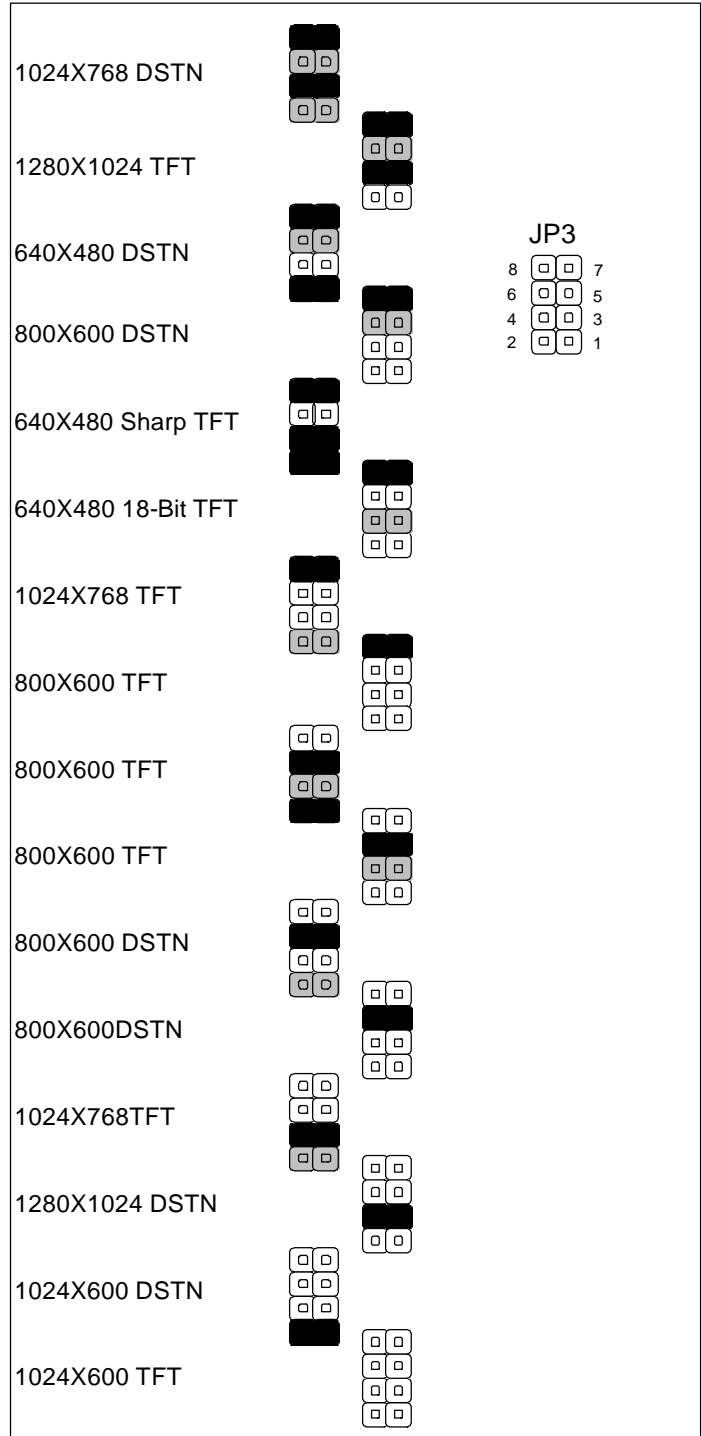 1024X768 DSTN
1280X1024 TFT
640X480 DSTN
JP3
8 7
6 5
4 3
2 1
800X600 DSTN
640X480 Sharp TFT
640X480 18-Bit TFT
1024X768 TFT
800X600 TFT
800X600 TFT
800X600 TFT
800X600 DSTN
800X600DSTN
1024X768TFT
1280X1024 DSTN
1024X600 DSTN
1024X600 TFT